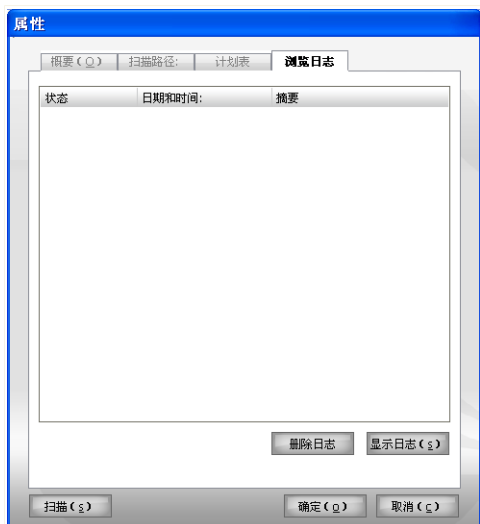 属性
概要(O) 扫描路径: 计划表 浏览日志
状态 日期和时间: 摘要
删除日志 显示日志(s)
扫描(s) 确定(o) 取消(c)